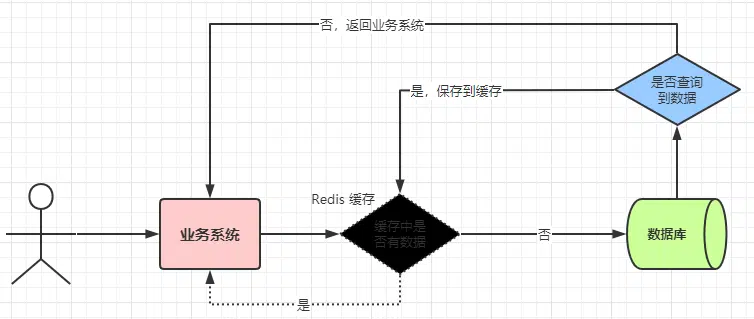 否，返回业务系统
是否查询
到数据
是，保存到缓存
Redis 缓存
业务系统
缓存中是
否有数据
否
数据库
是